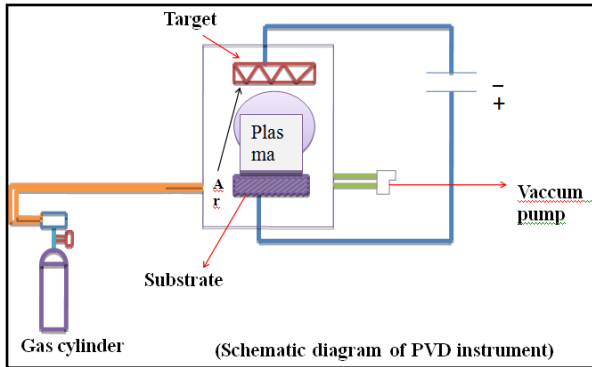 Target
−
+
Plas
ma
A
r
Vaccum
pump
Substrate
Gas cylinder
(Schematic diagram of PVD instrument)